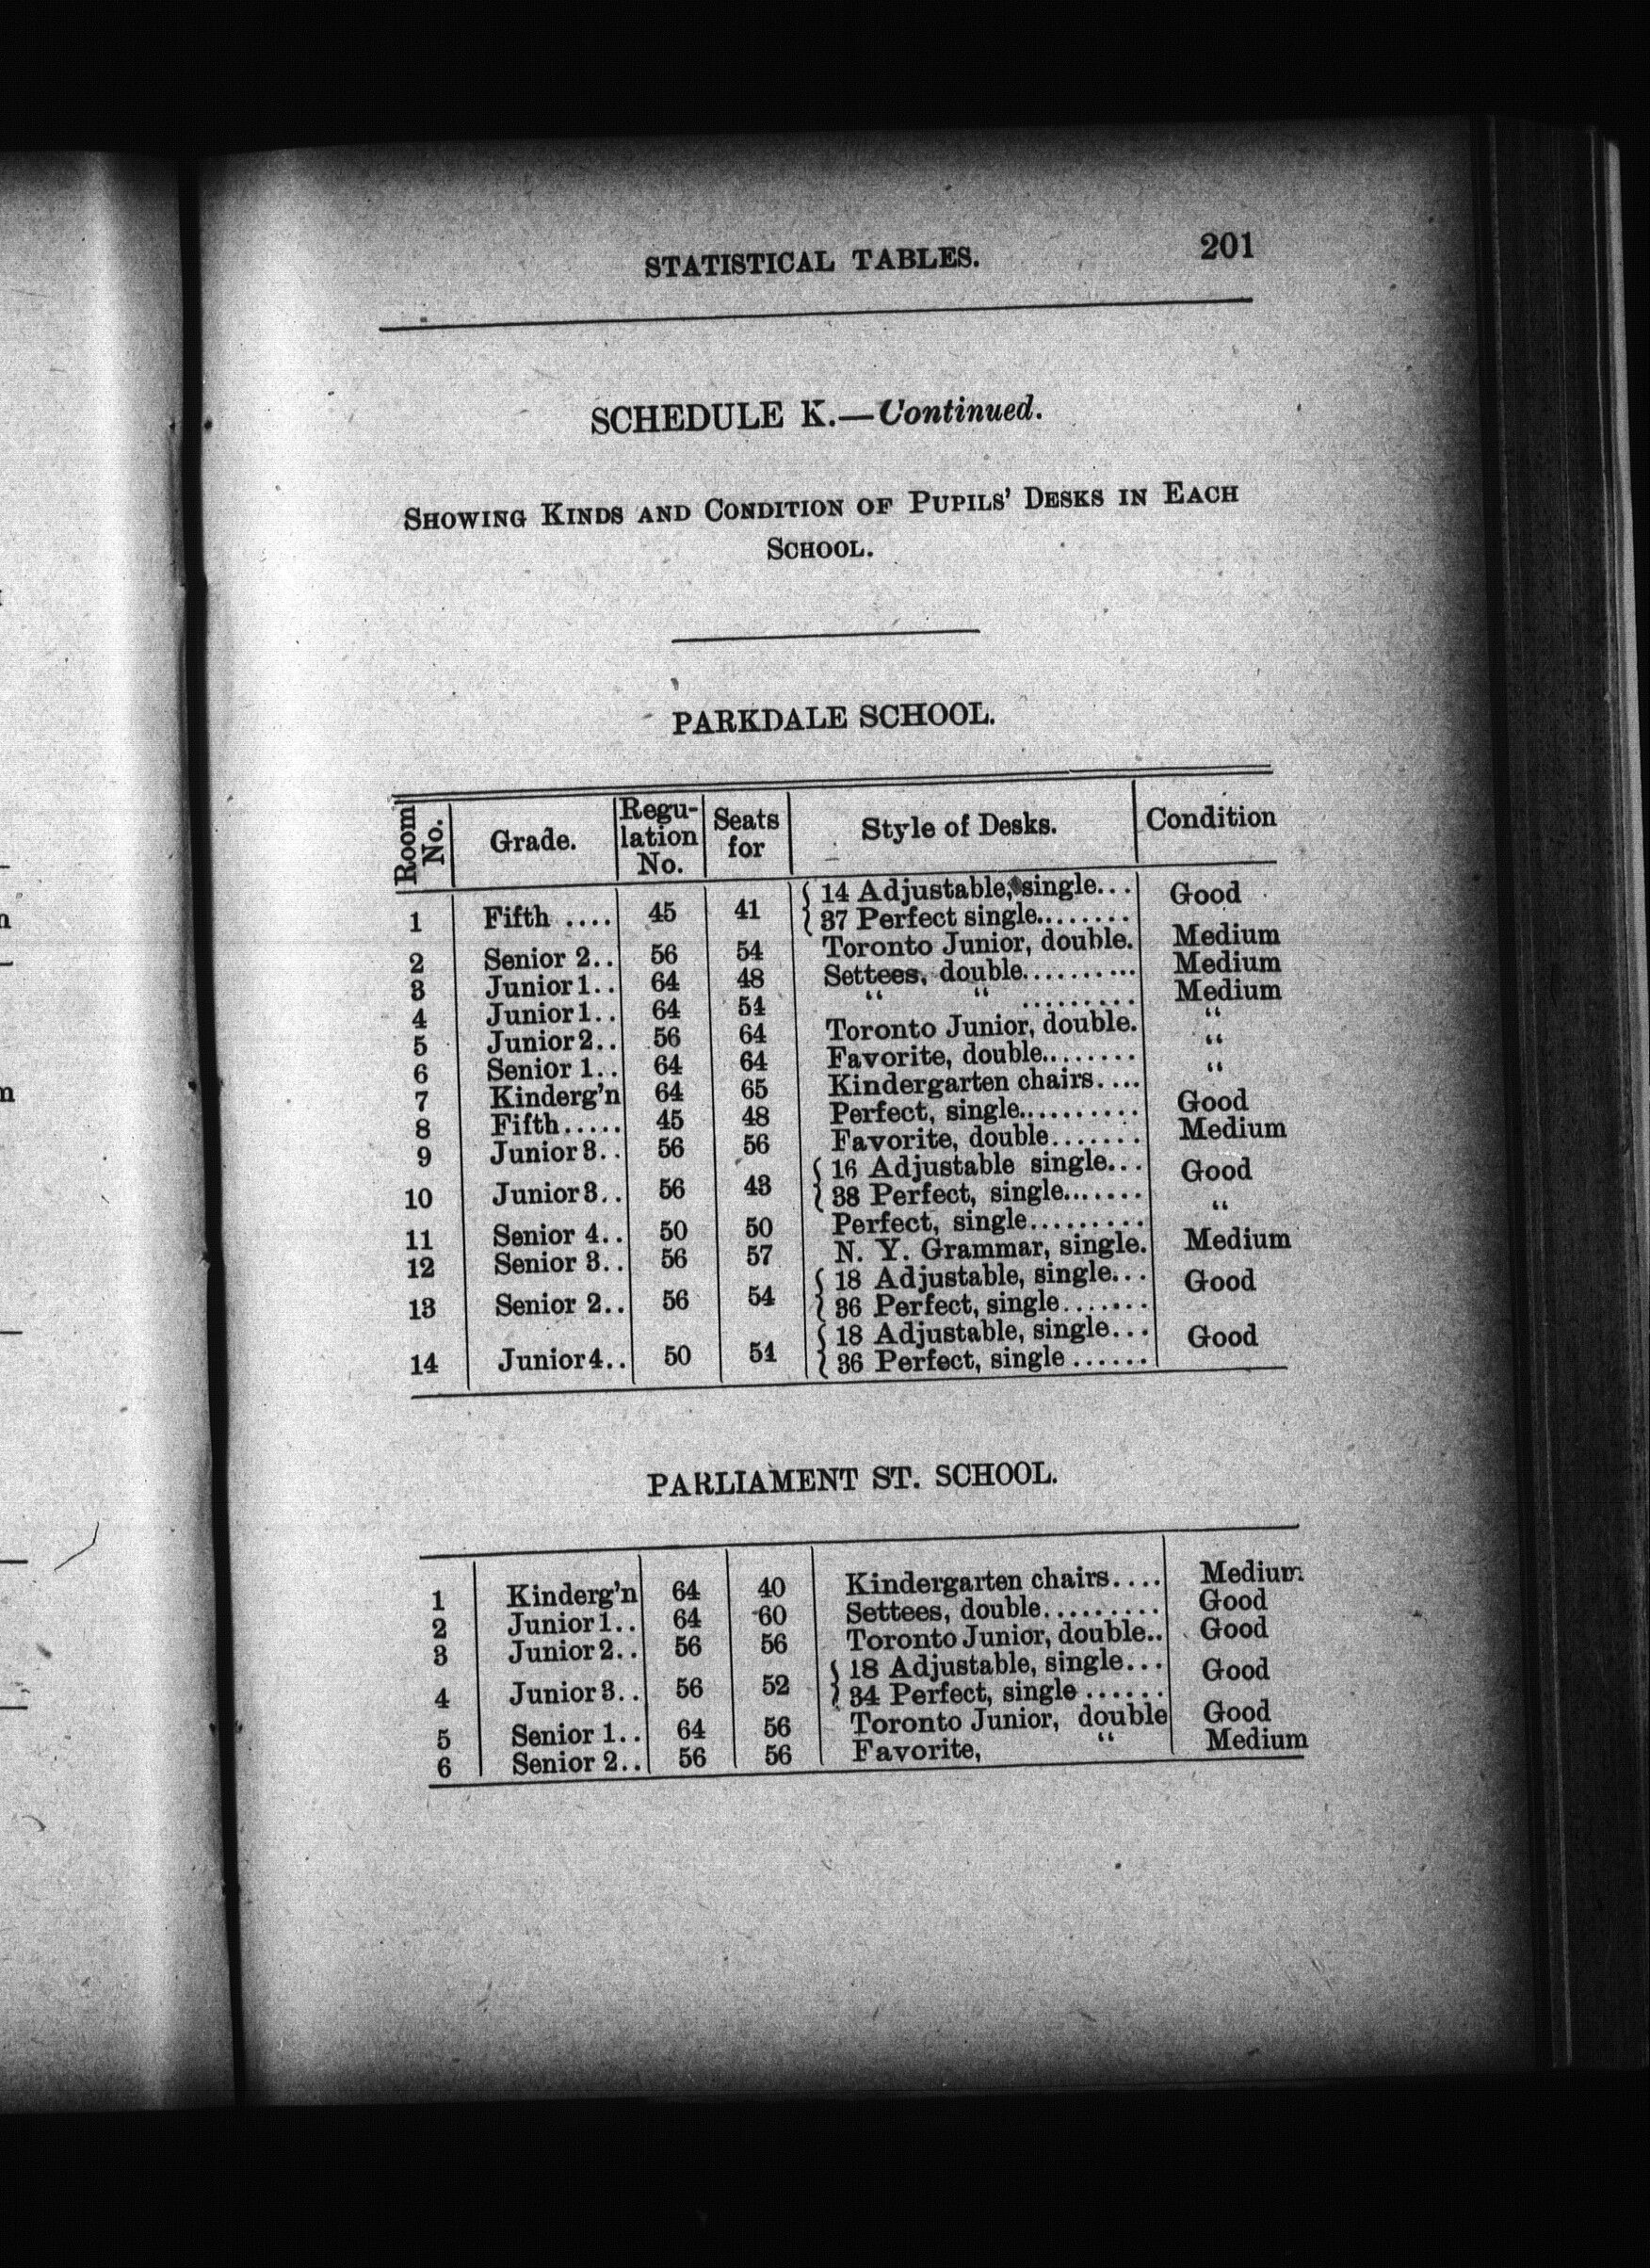 STATISTICAL TABLES. 201
SCHEDULE K.—Continued.
SHOWING KINDS AND CONDITION OF PUPILS' DESKS IN EACH
SCHOOL.
PARKDALE SCHOOL.
Room No. | Grade. | Regulation No. | Seats for | Style of Desks. | Condition
1 Fifth .... 45 41 { 14 Adjustable, single... Good
{ 37 Perfect single........
2 Senior 2.. 56 54 Toronto Junior, double. Medium
3 Junior 1.. 64 48 Settees, double.......... Medium
4 Junior 1.. 64 54 “ “ ......... Medium
5 Junior 2.. 56 64 Toronto Junior, double. “
6 Senior 1.. 64 64 Favorite, double........ “
7 Kinderg'n 64 65 Kindergarten chairs.... “
8 Fifth..... 45 48 Perfect, single.......... Good
9 Junior 3.. 56 56 Favorite, double....... Medium
10 Junior 3.. 56 43 { 16 Adjustable single... Good
{ 38 Perfect, single.......
11 Senior 4.. 50 50 Perfect, single......... “
12 Senior 3.. 56 57 N. Y. Grammar, single. Medium
13 Senior 2.. 56 54 { 18 Adjustable, single... Good
{ 36 Perfect, single.......
14 Junior 4.. 50 54 { 18 Adjustable, single... Good
{ 36 Perfect, single ......
PARLIAMENT ST. SCHOOL.
1 Kinderg'n 64 40 Kindergarten chairs.... Medium
2 Junior 1.. 64 60 Settees, double......... Good
3 Junior 2.. 56 56 Toronto Junior, double.. Good
4 Junior 3.. 56 52 { 18 Adjustable, single... Good
{ 34 Perfect, single ......
5 Senior 1.. 64 56 Toronto Junior, double Good
6 Senior 2.. 56 56 Favorite, “ Medium